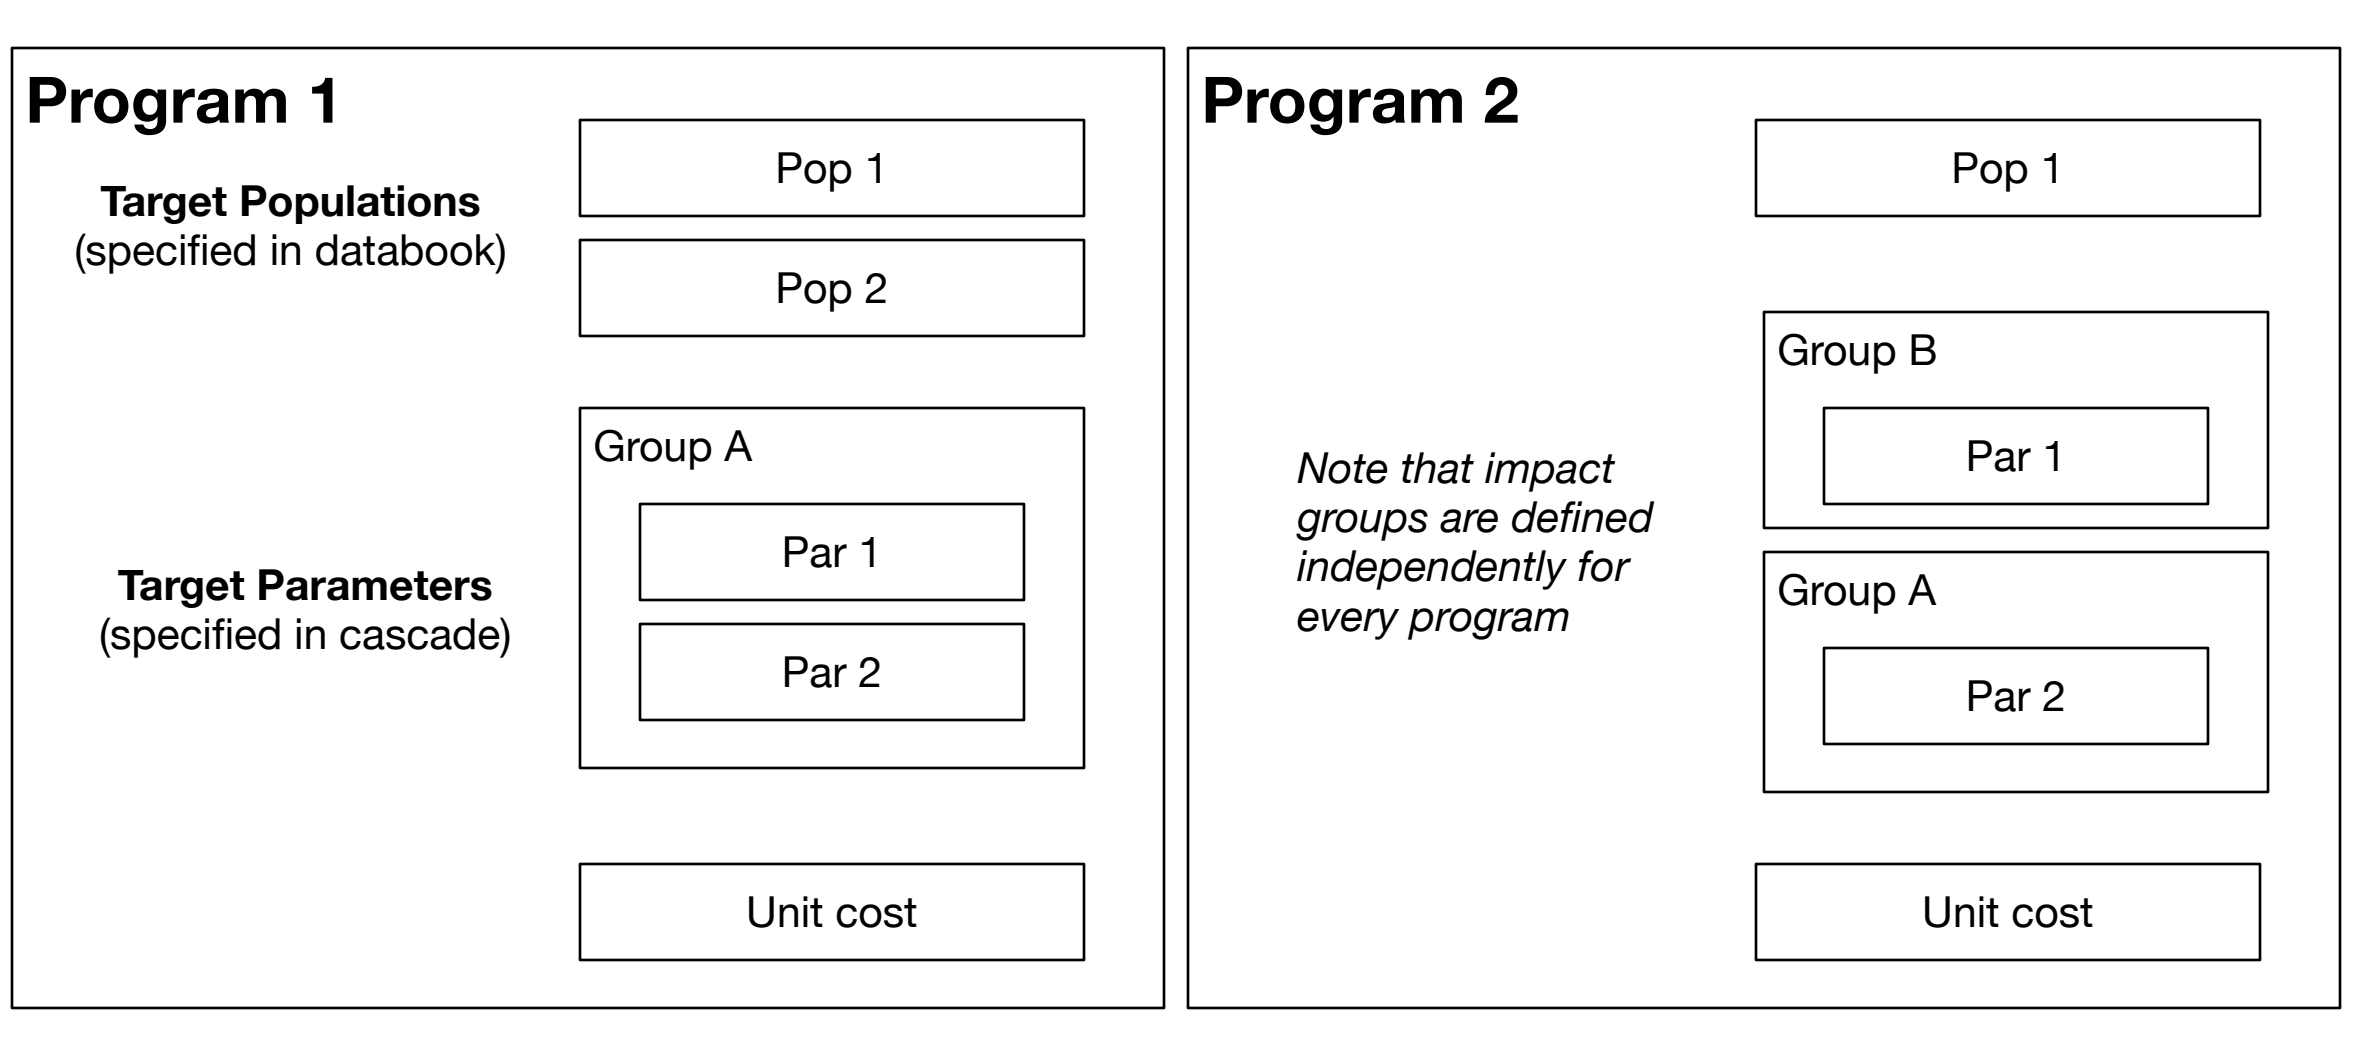 Program 1
Pop 1
Target Populations
(specified in databook)
Pop 2
Group A
Par 1
Target Parameters
(specified in cascade)
Par 2
Unit cost
Program 2
Pop 1
Group B
Par 1
Note that impact
groups are defined
independently for
every program
Group A
Par 2
Unit cost